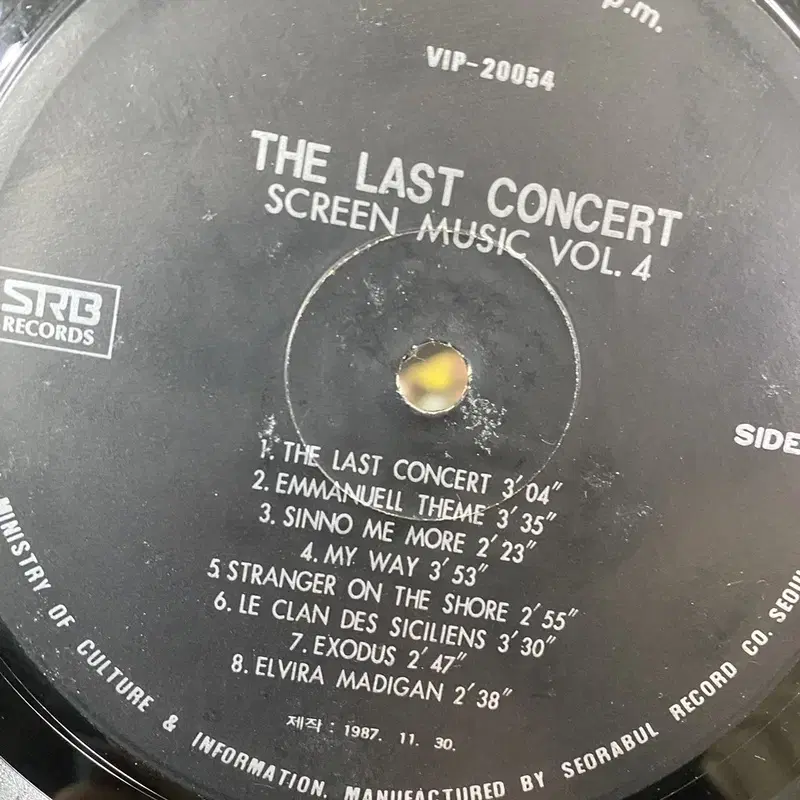 p.m.
VIP-20054
THE LAST CONCERT
SCREEN MUSIC VOL. 4
STRB
RECORDS
SIDE
1. THE LAST CONCERT 3′04″
2. EMMANUELL THEME 3′35″
3. SINNO ME MORE 2′23″
4. MY WAY 3′53″
5. STRANGER ON THE SHORE 2′55″
6. LE CLAN DES SICILIENS 3′30″
7. EXODUS 2′47″
8. ELVIRA MADIGAN 2′38″
제작 : 1987. 11. 30.
MINISTRY OF CULTURE & INFORMATION. MANUFACTURED BY SEORABUL RECORD CO. SEOUL